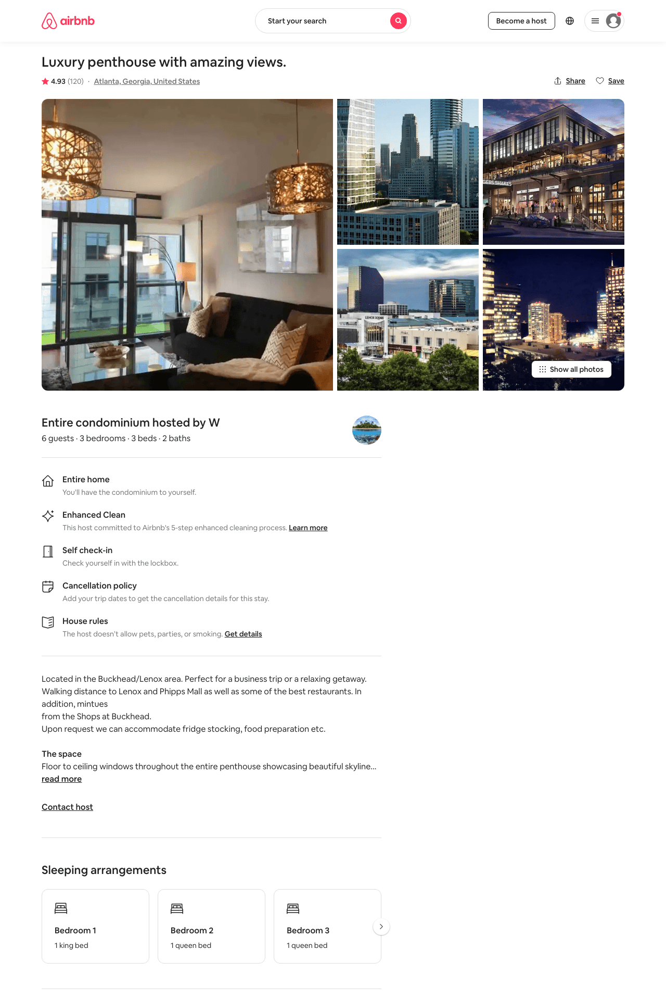 airbnb
Start your search
Become a host
Luxury penthouse with amazing views.
4.93 (120) · Atlanta, Georgia, United States
Share
Save
GERS SHAKES
LENOX SQUARE
Show all photos
Entire condominium hosted by W
6 guests · 3 bedrooms · 3 beds · 2 baths
Entire home
You’ll have the condominium to yourself.
Enhanced Clean
This host committed to Airbnb's 5-step enhanced cleaning process. Learn more
Self check-in
Check yourself in with the lockbox.
Cancellation policy
Add your trip dates to get the cancellation details for this stay.
House rules
The host doesn’t allow pets, parties, or smoking. Get details
Located in the Buckhead/Lenox area. Perfect for a business trip or a relaxing getaway.
Walking distance to Lenox and Phipps Mall as well as some of the best restaurants. In
addition, mintues
from the Shops at Buckhead.
Upon request we can accommodate fridge stocking, food preparation etc.
The space
Floor to ceiling windows throughout the entire penthouse showcasing beautiful skyline…
read more
Contact host
Sleeping arrangements
Bedroom 1
1 king bed
Bedroom 2
1 queen bed
Bedroom 3
1 queen bed